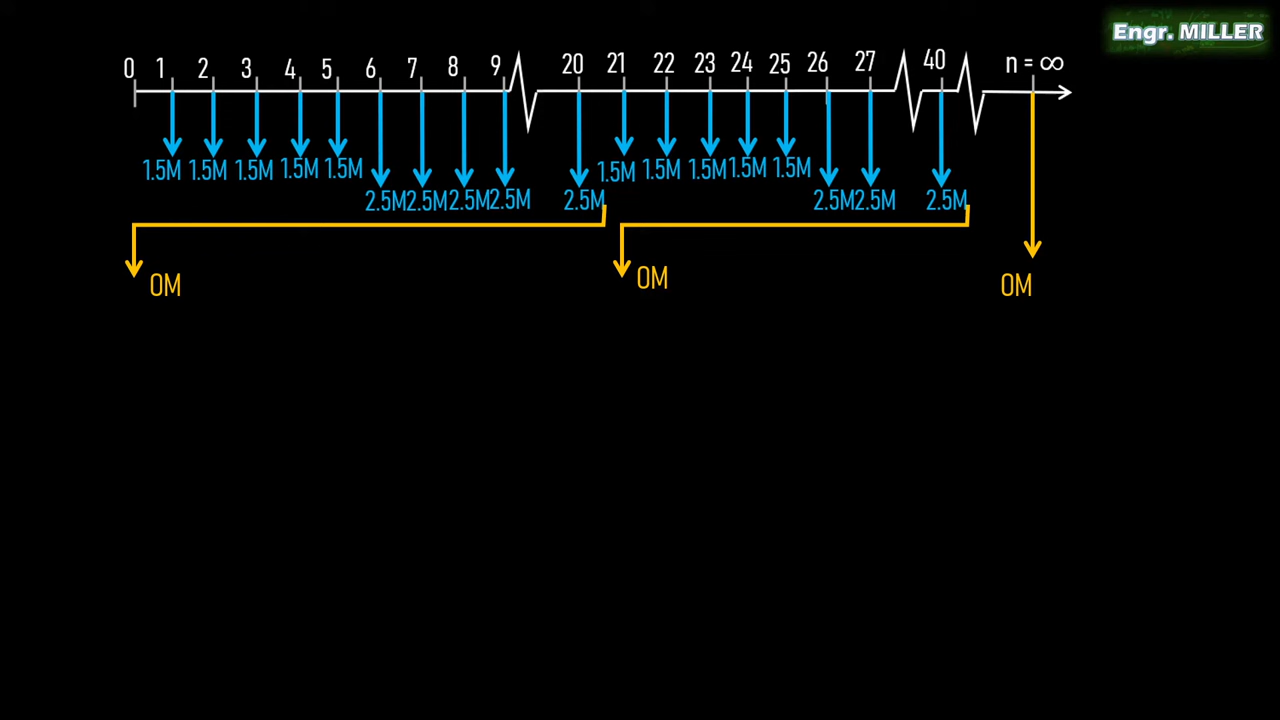 Engr. MILLER
0 1 2 3 4 5 6 7 8 9 20 21 22 23 24 25 26 27 40 n = ∞
1.5M 1.5M 1.5M 1.5M 1.5M 1.5M 1.5M 1.5M 1.5M 1.5M
2.5M 2.5M 2.5M 2.5M 2.5M 2.5M 2.5M 2.5M
OM OM OM